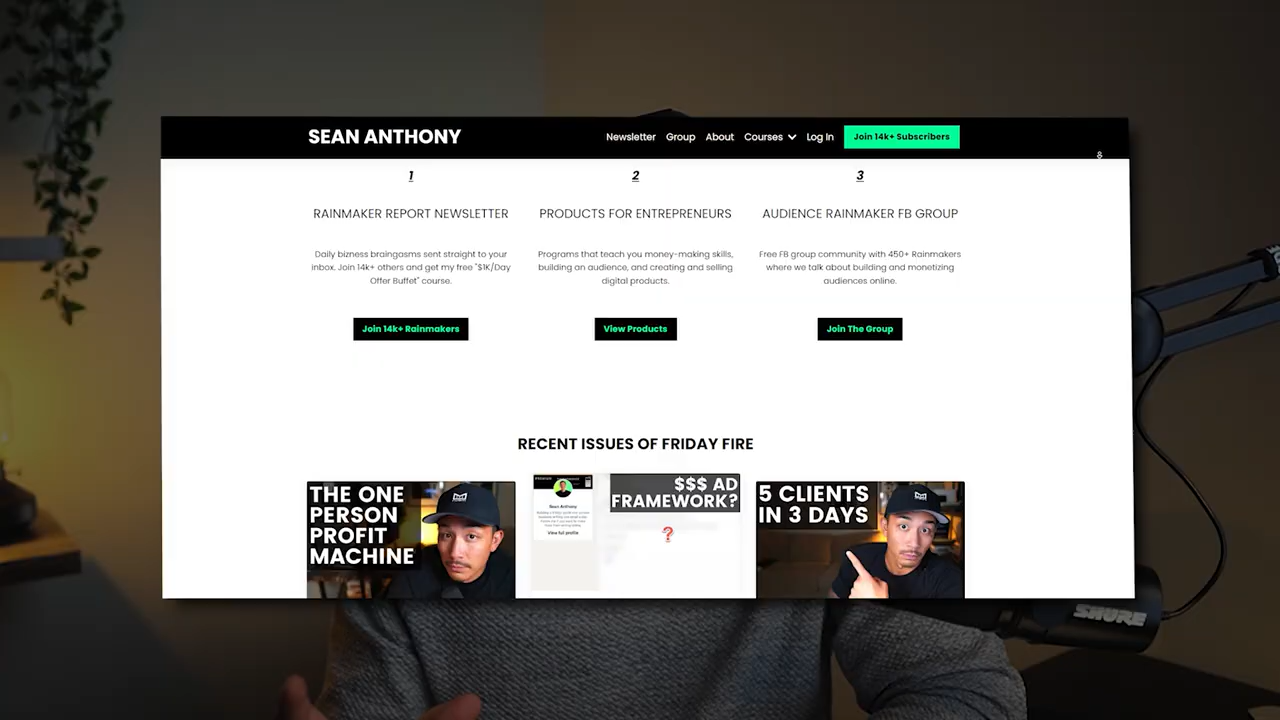 SEAN ANTHONY
Newsletter Group About Courses Log In Join 14k+ Subscribers
1
RAINMAKER REPORT NEWSLETTER
Daily bizness braingasms sent straight to your
inbox. Join 14k+ others and get my free "$1K/Day
Offer Buffet" course.
Join 14k+ Rainmakers
2
PRODUCTS FOR ENTREPRENEURS
Programs that teach you money-making skills,
building an audience, and creating and selling
digital products.
View Products
3
AUDIENCE RAINMAKER FB GROUP
Free FB group community with 450+ Rainmakers
where we talk about building and monetizing
audiences online.
Join The Group
RECENT ISSUES OF FRIDAY FIRE
THE ONE
PERSON
PROFIT
MACHINE
Sean Anthony
View full profile
$$$ AD
FRAMEWORK?
?
5 CLIENTS
IN 3 DAYS
SHURE